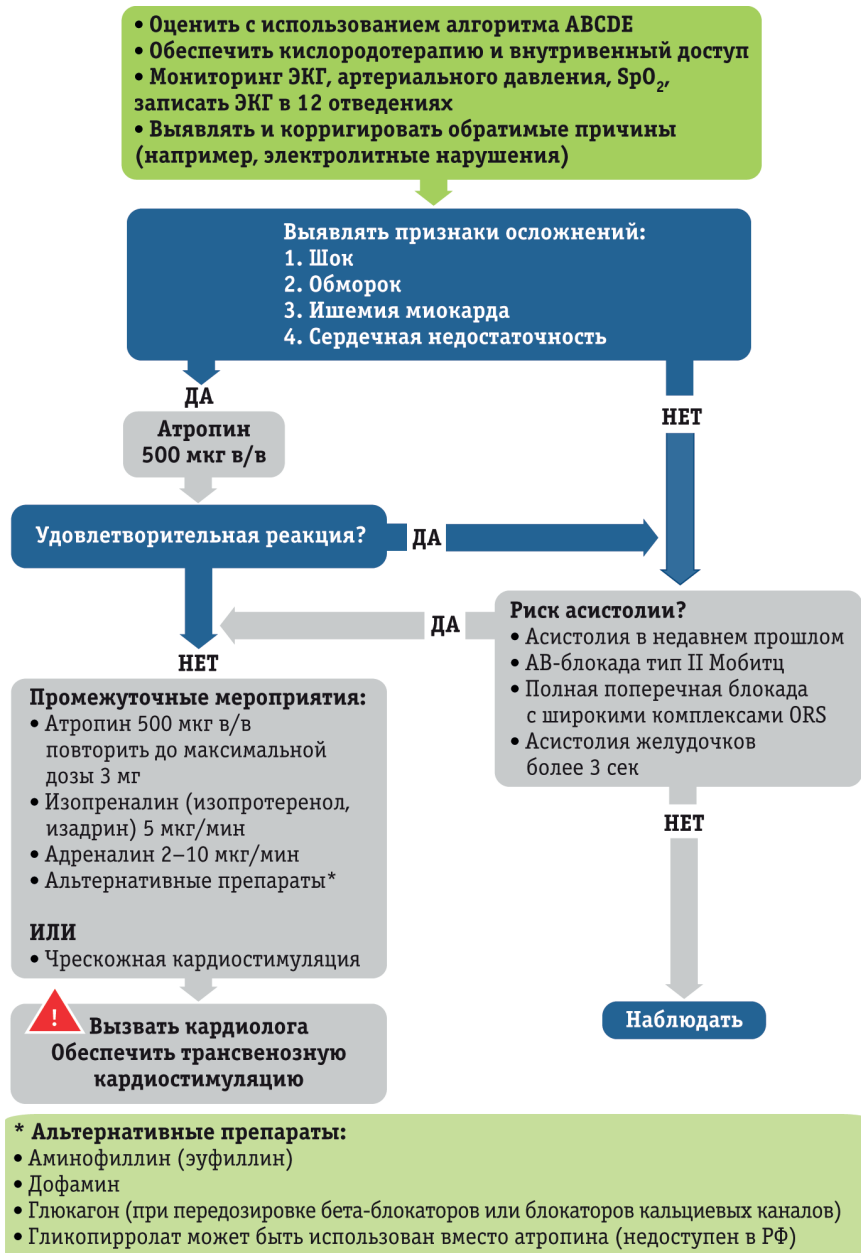 • Оценить с использованием алгоритма ABCDE
• Обеспечить кислородотерапию и внутривенный доступ
• Мониторинг ЭКГ, артериального давления, SpO₂,
записать ЭКГ в 12 отведениях
• Выявлять и корригировать обратимые причины
(например, электролитные нарушения)
Выявлять признаки осложнений:
1. Шок
2. Обморок
3. Ишемия миокарда
4. Сердечная недостаточность
ДА
НЕТ
Атропин
500 мкг в/в
Удовлетворительная реакция?
ДА
Риск асистолии?
• Асистолия в недавнем прошлом
• АВ-блокада тип II Мобитц
• Полная поперечная блокада
с широкими комплексами ORS
• Асистолия желудочков
более 3 сек
ДА
НЕТ
Промежуточные мероприятия:
• Атропин 500 мкг в/в
повторить до максимальной
дозы 3 мг
• Изопреналин (изопротеренол,
изадрин) 5 мкг/мин
• Адреналин 2–10 мкг/мин
• Альтернативные препараты*
ИЛИ
• Чрескожная кардиостимуляция
НЕТ
!
Вызвать кардиолога
Обеспечить трансвенозную
кардиостимуляцию
Наблюдать
* Альтернативные препараты:
• Аминофиллин (эуфиллин)
• Дофамин
• Глюкагон (при передозировке бета-блокаторов или блокаторов кальциевых каналов)
• Гликопирролат может быть использован вместо атропина (недоступен в РФ)